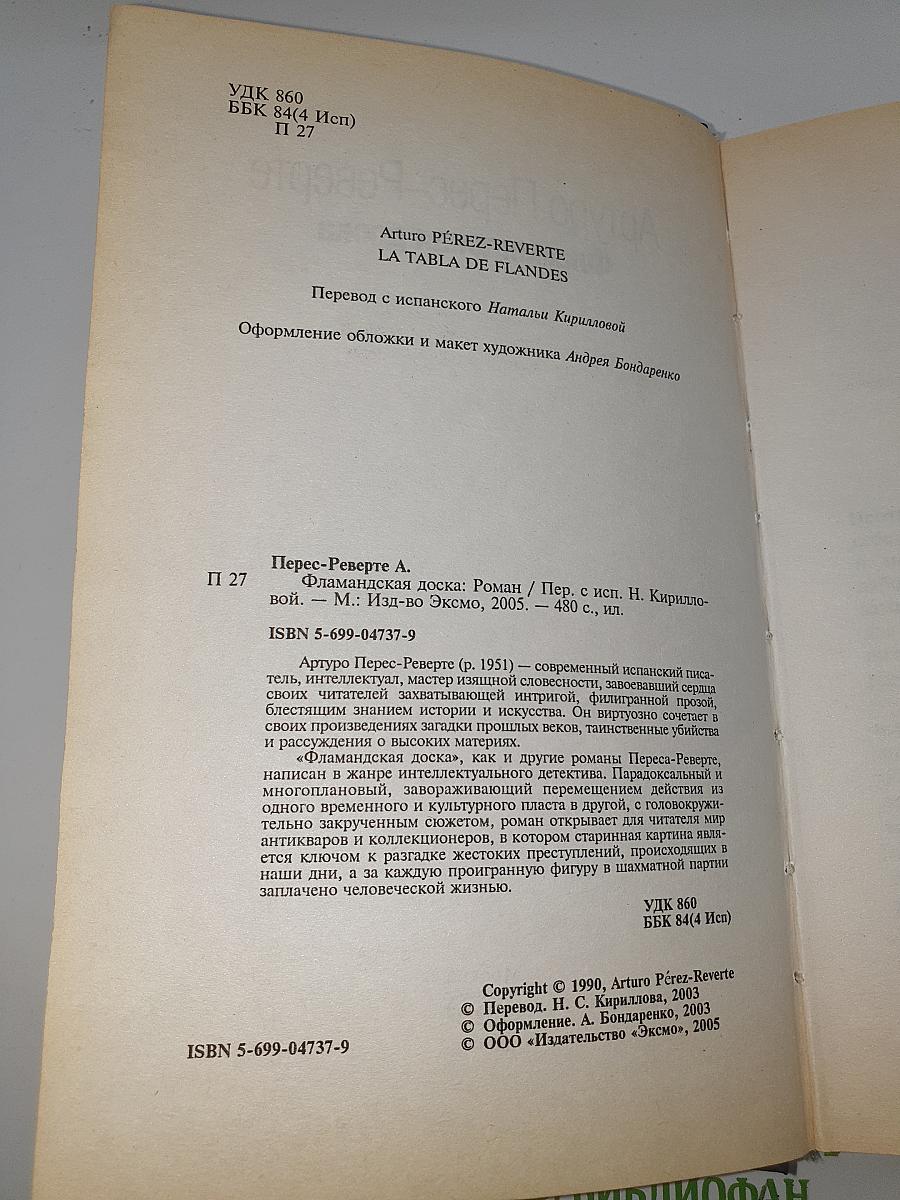 УДК 860
ББК 84(4 Исп)
П 27
Arturo PÉREZ-REVERTE
LA TABLA DE FLANDES
Перевод с испанского Натальи Кирилловой
Оформление обложки и макет художника Андрея Бондаренко
Перес-Реверте А.
П 27 Фламандская доска: Роман / Пер. с исп. Н. Кирилло-
вой. — М.: Изд-во Эксмо, 2005. — 480 с., ил.
ISBN 5-699-04737-9
Артуро Перес-Реверте (р. 1951) — современный испанский писа-
тель, интеллектуал, мастер изящной словесности, завоевавший сердца
своих читателей захватывающей интригой, филигранной прозой,
блестящим знанием истории и искусства. Он виртуозно сочетает в
своих произведениях загадки прошлых веков, таинственные убийства
и рассуждения о высоких материях.
«Фламандская доска», как и другие романы Переса-Реверте,
написан в жанре интеллектуального детектива. Парадоксальный и
многоплановый, завораживающий перемещением действия из
одного временного и культурного пласта в другой, с головокружи-
тельно закрученным сюжетом, роман открывает для читателя мир
антикваров и коллекционеров, в котором старинная картина явля-
ется ключом к разгадке жестоких преступлений, происходящих в
наши дни, а за каждую проигранную фигуру в шахматной партии
заплачено человеческой жизнью.
УДК 860
ББК 84(4 Исп)
Copyright © 1990, Arturo Pérez-Reverte
© Перевод. Н. С. Кириллова, 2003
© Оформление. А. Бондаренко, 2003
© ООО «Издательство «Эксмо», 2005
ISBN 5-699-04737-9
БИБЛИОФАН